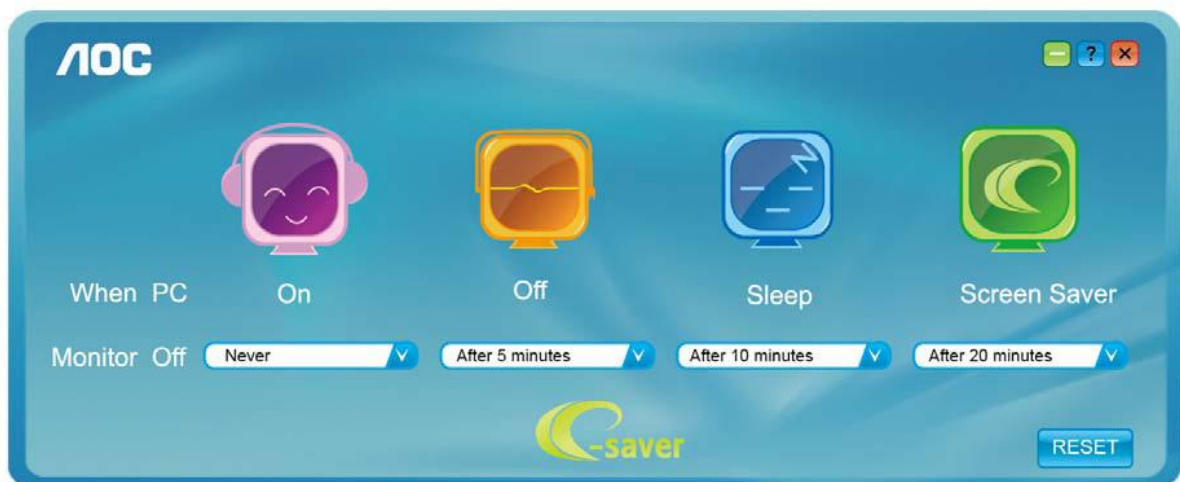 AOC
?
When PC On Off Sleep Screen Saver
Monitor Off Never After 5 minutes After 10 minutes After 20 minutes
e-saver
RESET